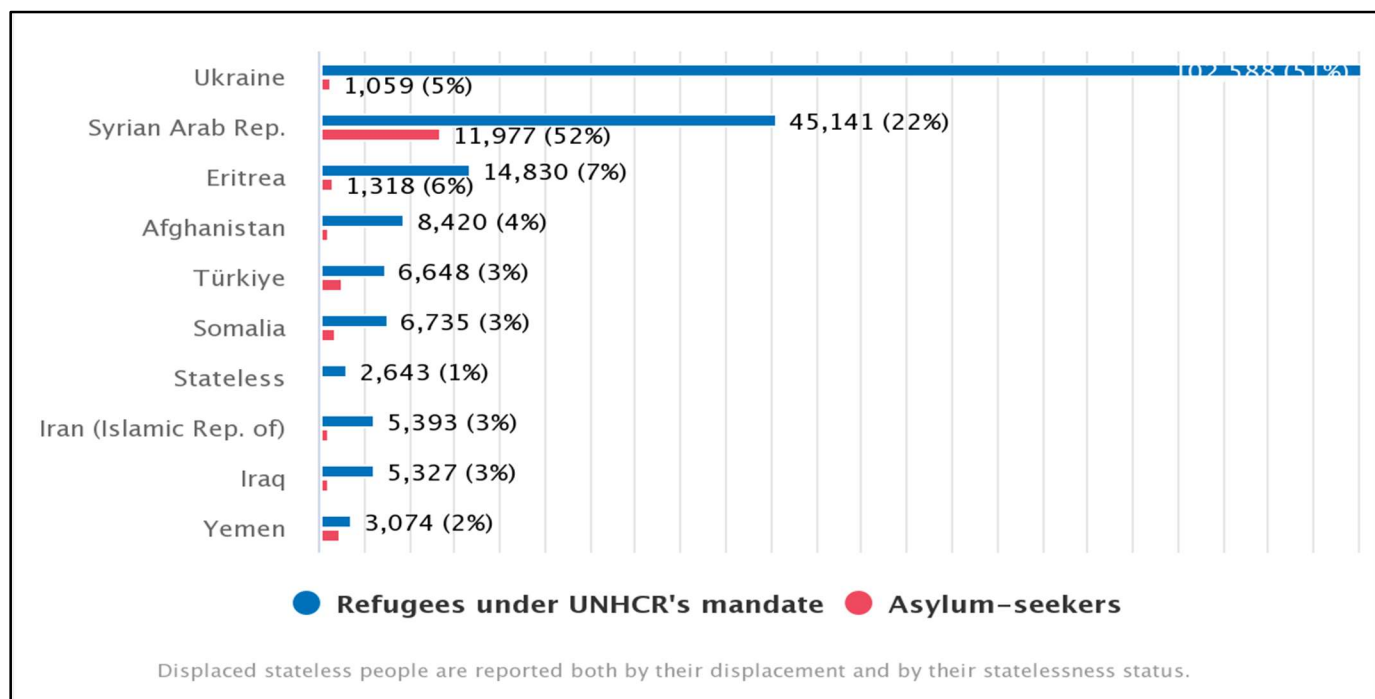 Ukraine
102,588 (51%)
1,059 (5%)
Syrian Arab Rep.
45,141 (22%)
11,977 (52%)
Eritrea
14,830 (7%)
1,318 (6%)
Afghanistan
8,420 (4%)
Türkiye
6,648 (3%)
Somalia
6,735 (3%)
Stateless
2,643 (1%)
Iran (Islamic Rep. of)
5,393 (3%)
Iraq
5,327 (3%)
Yemen
3,074 (2%)
Refugees under UNHCR's mandate
Asylum-seekers
Displaced stateless people are reported both by their displacement and by their statelessness status.